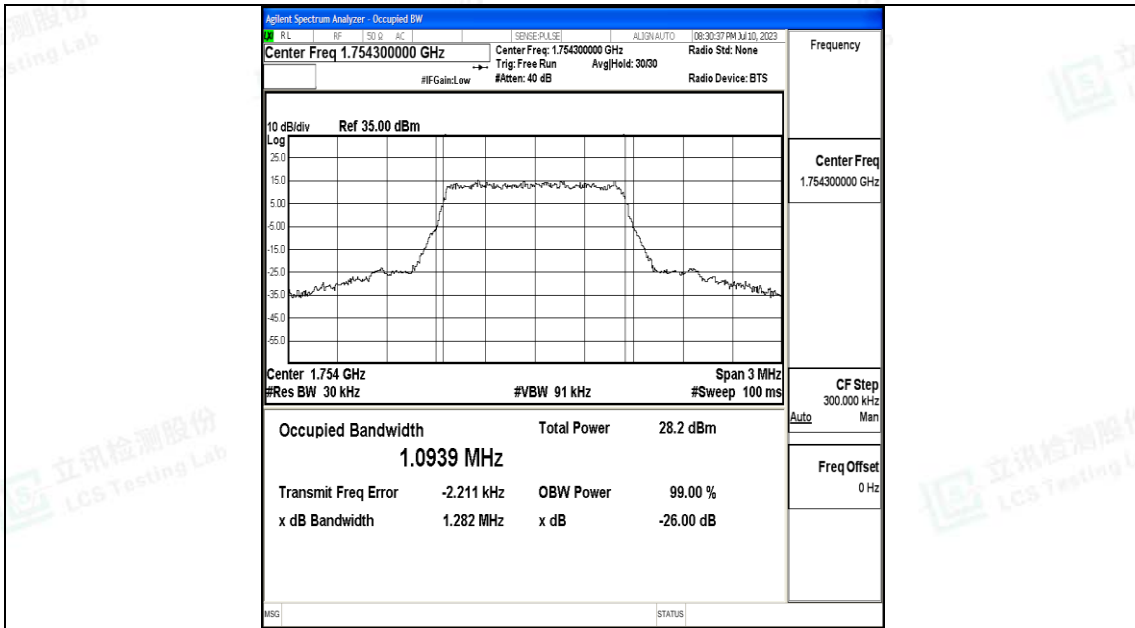 Agilent Spectrum Analyzer - Occupied BW
RL RF 50 Ω AC SENSE:PULSE ALIGN AUTO 08:30:37 PM Jul 10, 2023
Center Freq 1.754300000 GHz
Center Freq: 1.754300000 GHz
Radio Std: None
Trig: Free Run Avg|Hold: 30/30
#IFGain:Low #Atten: 40 dB Radio Device: BTS
10 dB/div Ref 35.00 dBm
Log
25.0
15.0
5.00
-5.00
-15.0
-25.0
-35.0
-45.0
-55.0
Center 1.754 GHz Span 3 MHz
#Res BW 30 kHz #VBW 91 kHz #Sweep 100 ms
Occupied Bandwidth Total Power 28.2 dBm
1.0939 MHz
Transmit Freq Error -2.211 kHz OBW Power 99.00 %
x dB Bandwidth 1.282 MHz x dB -26.00 dB
MSG STATUS
Frequency
Center Freq
1.754300000 GHz
CF Step
300.000 kHz
Auto Man
Freq Offset
0 Hz
立讯检测股份
LCS Testing Lab
立讯检测股份